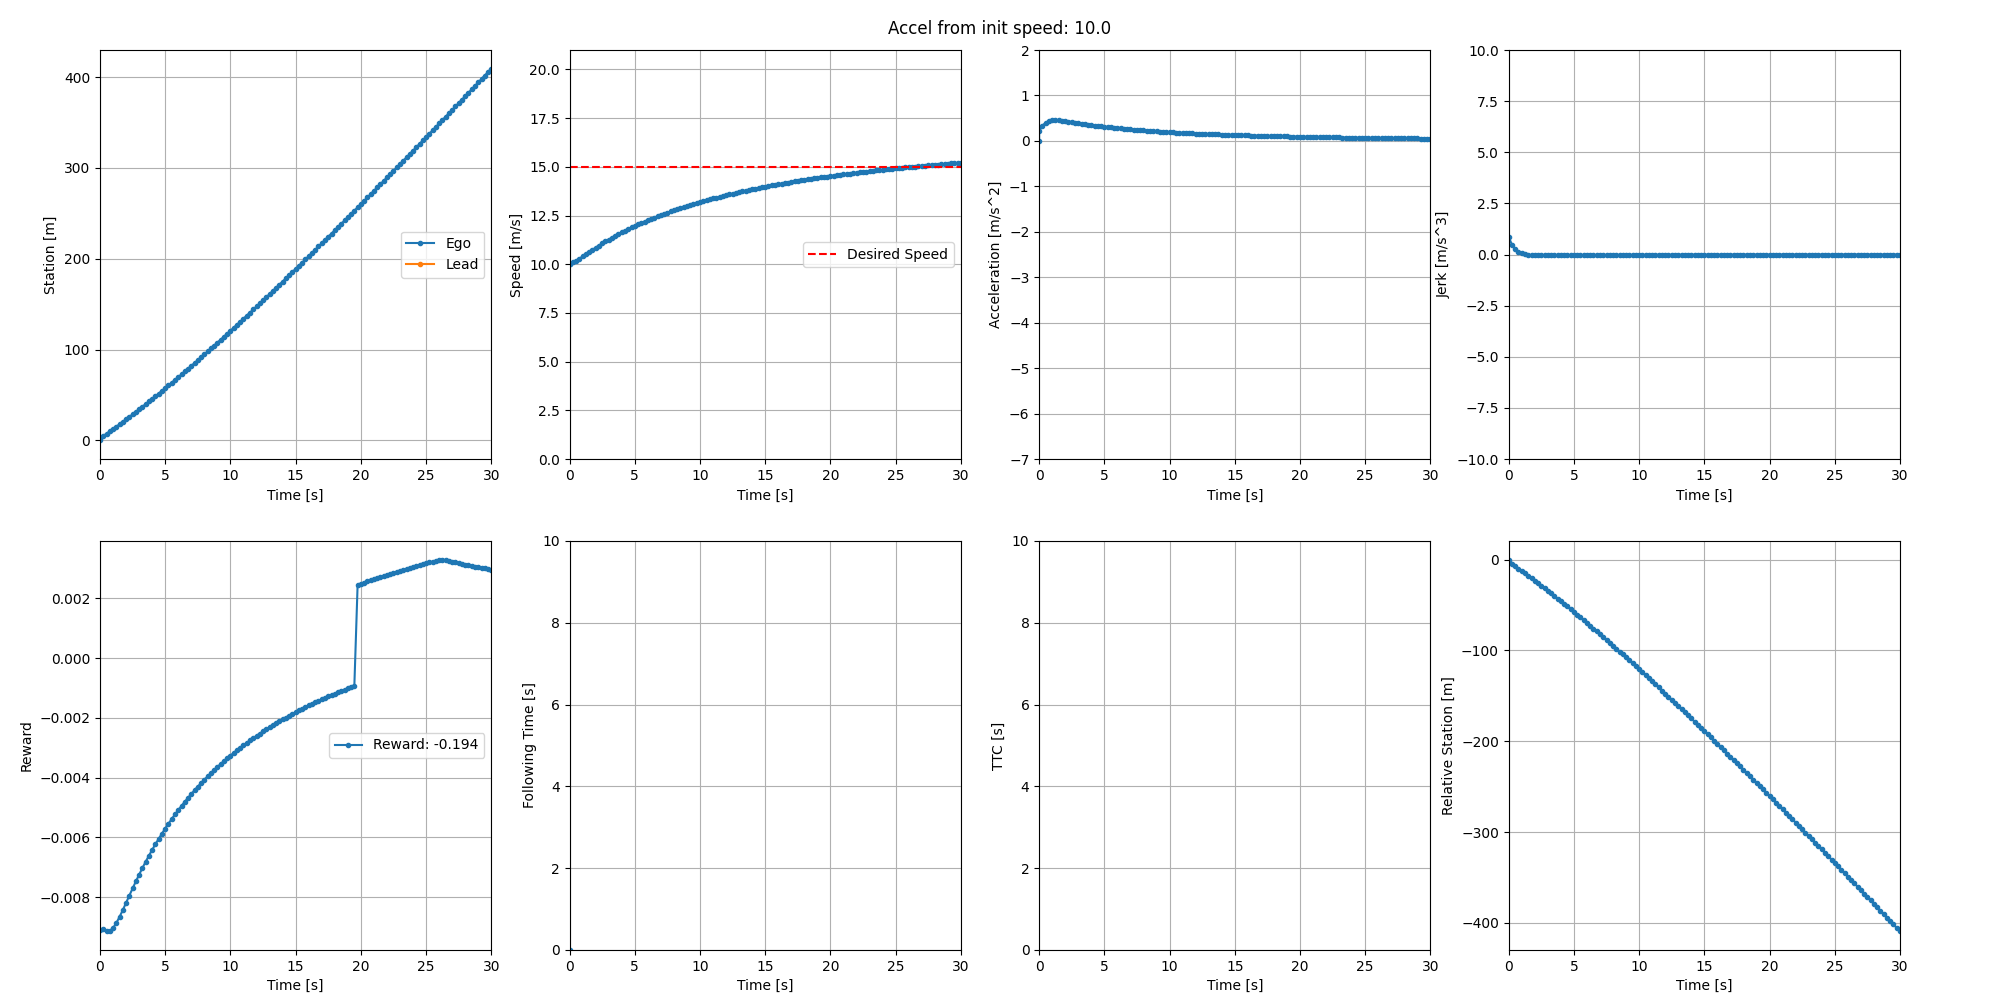 Accel from init speed: 10.0
Station [m]
400
300
200
100
0
Ego
Lead
0 5 10 15 20 25 30
Time [s]
Speed [m/s]
20.0
17.5
15.0
12.5
10.0
7.5
5.0
2.5
0.0
Desired Speed
0 5 10 15 20 25 30
Time [s]
Acceleration [m/s^2]
2
1
0
−1
−2
−3
−4
−5
−6
−7
0 5 10 15 20 25 30
Time [s]
Jerk [m/s^3]
10.0
7.5
5.0
2.5
0.0
−2.5
−5.0
−7.5
−10.0
0 5 10 15 20 25 30
Time [s]
Reward
0.002
0.000
−0.002
−0.004
−0.006
−0.008
Reward: -0.194
0 5 10 15 20 25 30
Time [s]
Following Time [s]
10
8
6
4
2
0
0 5 10 15 20 25 30
Time [s]
TTC [s]
10
8
6
4
2
0
0 5 10 15 20 25 30
Time [s]
Relative Station [m]
0
−100
−200
−300
−400
0 5 10 15 20 25 30
Time [s]